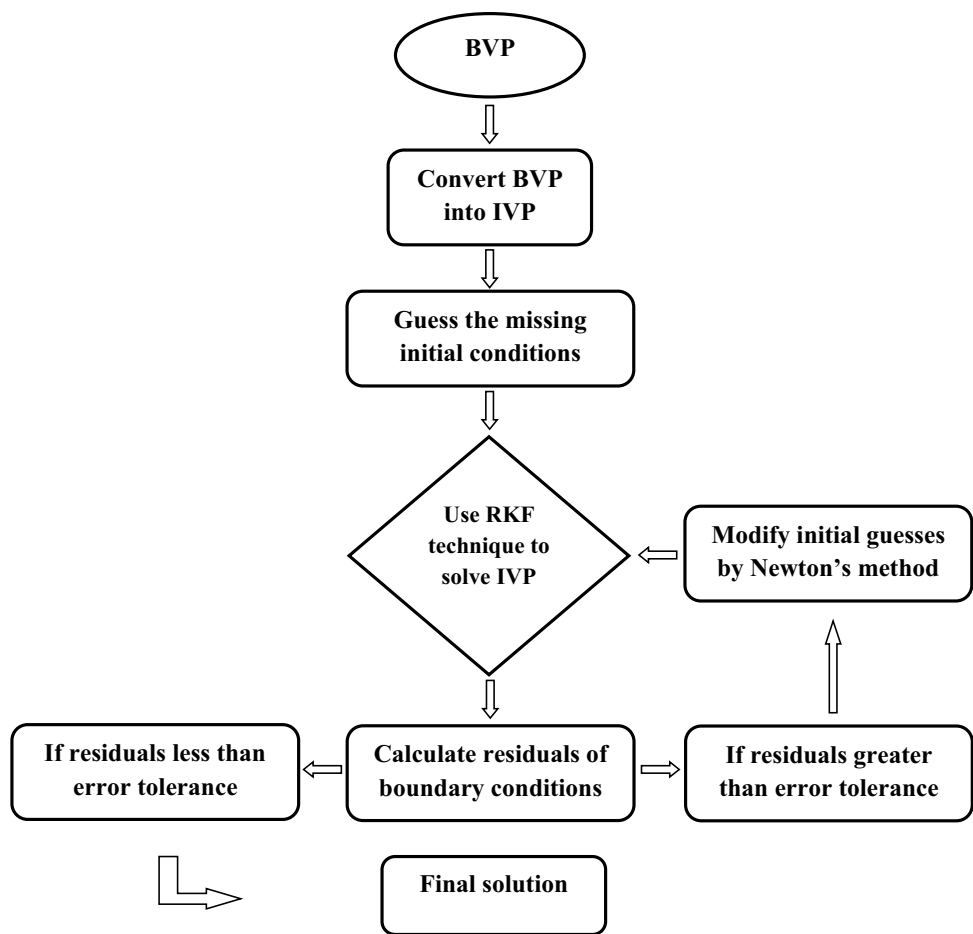 BVP
Convert BVP
into IVP
Guess the missing
initial conditions
Use RKF
technique to
solve IVP
Modify initial guesses
by Newton’s method
If residuals less than
error tolerance
Calculate residuals of
boundary conditions
If residuals greater
than error tolerance
Final solution